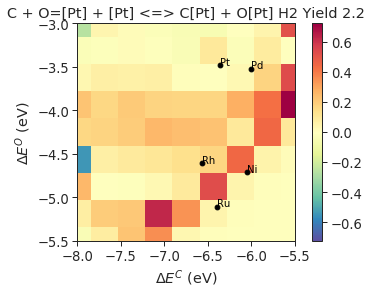 C + O=[Pt] + [Pt] <=> C[Pt] + O[Pt] H2 Yield 2.2
−3.0
−3.5
−4.0
−4.5
−5.0
−5.5
ΔE^O (eV)
Pt
Pd
Rh
Ni
Ru
−8.0 −7.5 −7.0 −6.5 −6.0 −5.5
ΔE^C (eV)
0.6
0.4
0.2
0.0
−0.2
−0.4
−0.6